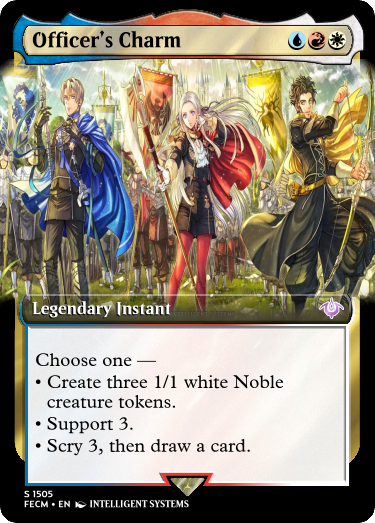 Officer's Charm
Legendary Instant
Choose one —
• Create three 1/1 white Noble
creature tokens.
• Support 3.
• Scry 3, then draw a card.
S 1505
FECM • EN INTELLIGENT SYSTEMS